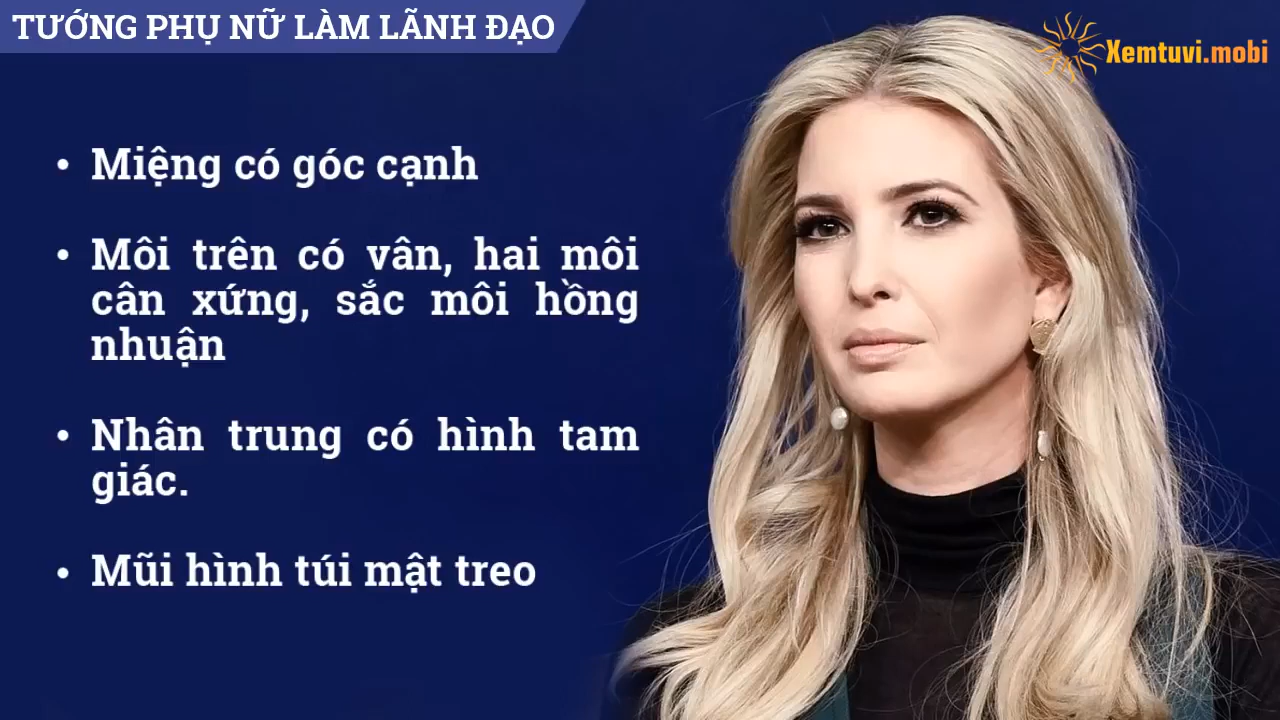 TƯỚNG PHỤ NỮ LÀM LÃNH ĐẠO
Xemtuvi.mobi
• Miệng có góc cạnh
• Môi trên có vân, hai môi
cân xứng, sắc môi hồng
nhuận
• Nhân trung có hình tam
giác.
• Mũi hình túi mật treo